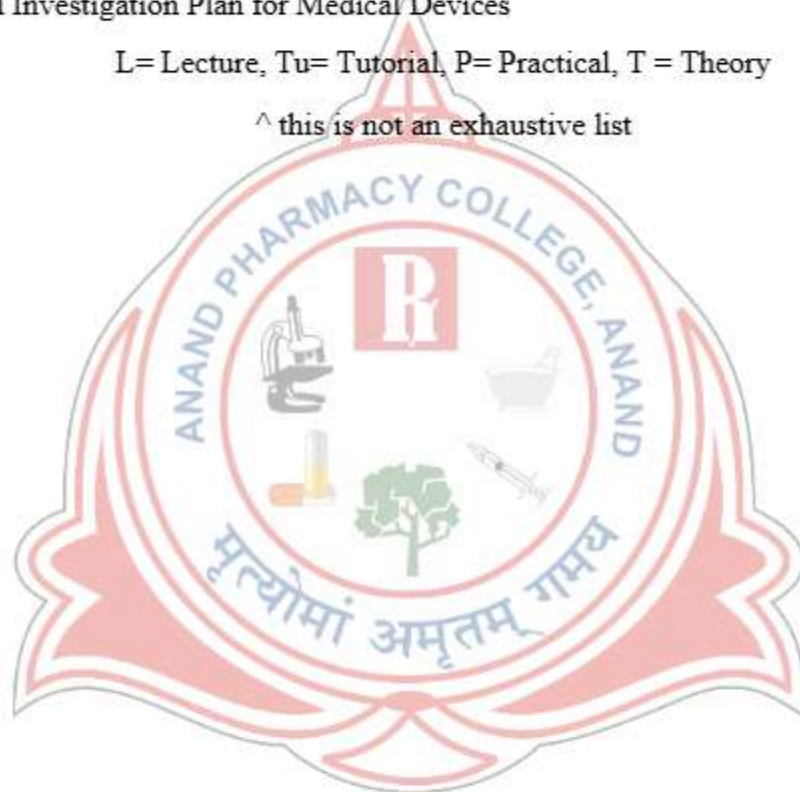 l Investigation Plan for Medical Devices
L= Lecture, Tu= Tutorial, P= Practical, T = Theory
^ this is not an exhaustive list
ANAND PHARMACY COLLEGE, ANAND
R
मृत्योमां अमृतम् गमय